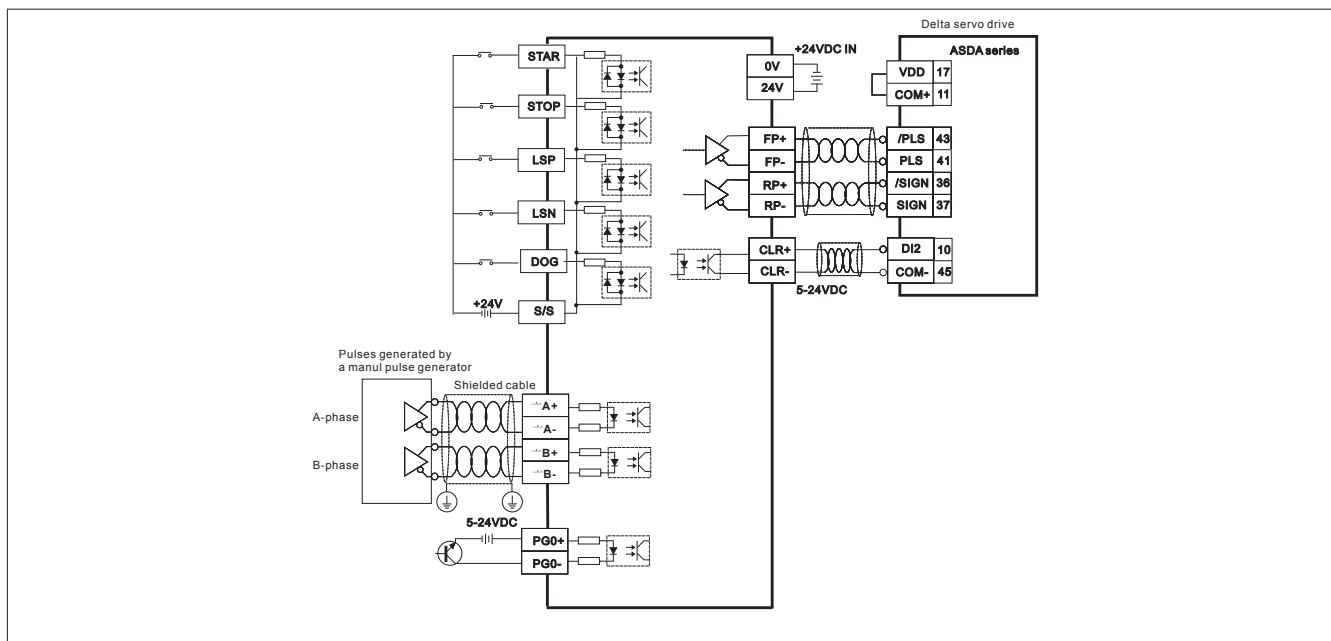 Delta servo drive
ASDA series
+24VDC IN
0V
24V
VDD 17
COM+ 11
STAR
STOP
LSP
LSN
DOG
+24V
S/S
FP+
FP-
RP+
RP-
/PLS 43
PLS 41
/SIGN 36
SIGN 37
CLR+
CLR-
5-24VDC
DI2 10
COM- 45
Pulses generated by
a manul pulse generator
Shielded cable
A-phase
B-phase
A+
A-
B+
B-
5-24VDC
PG0+
PG0-